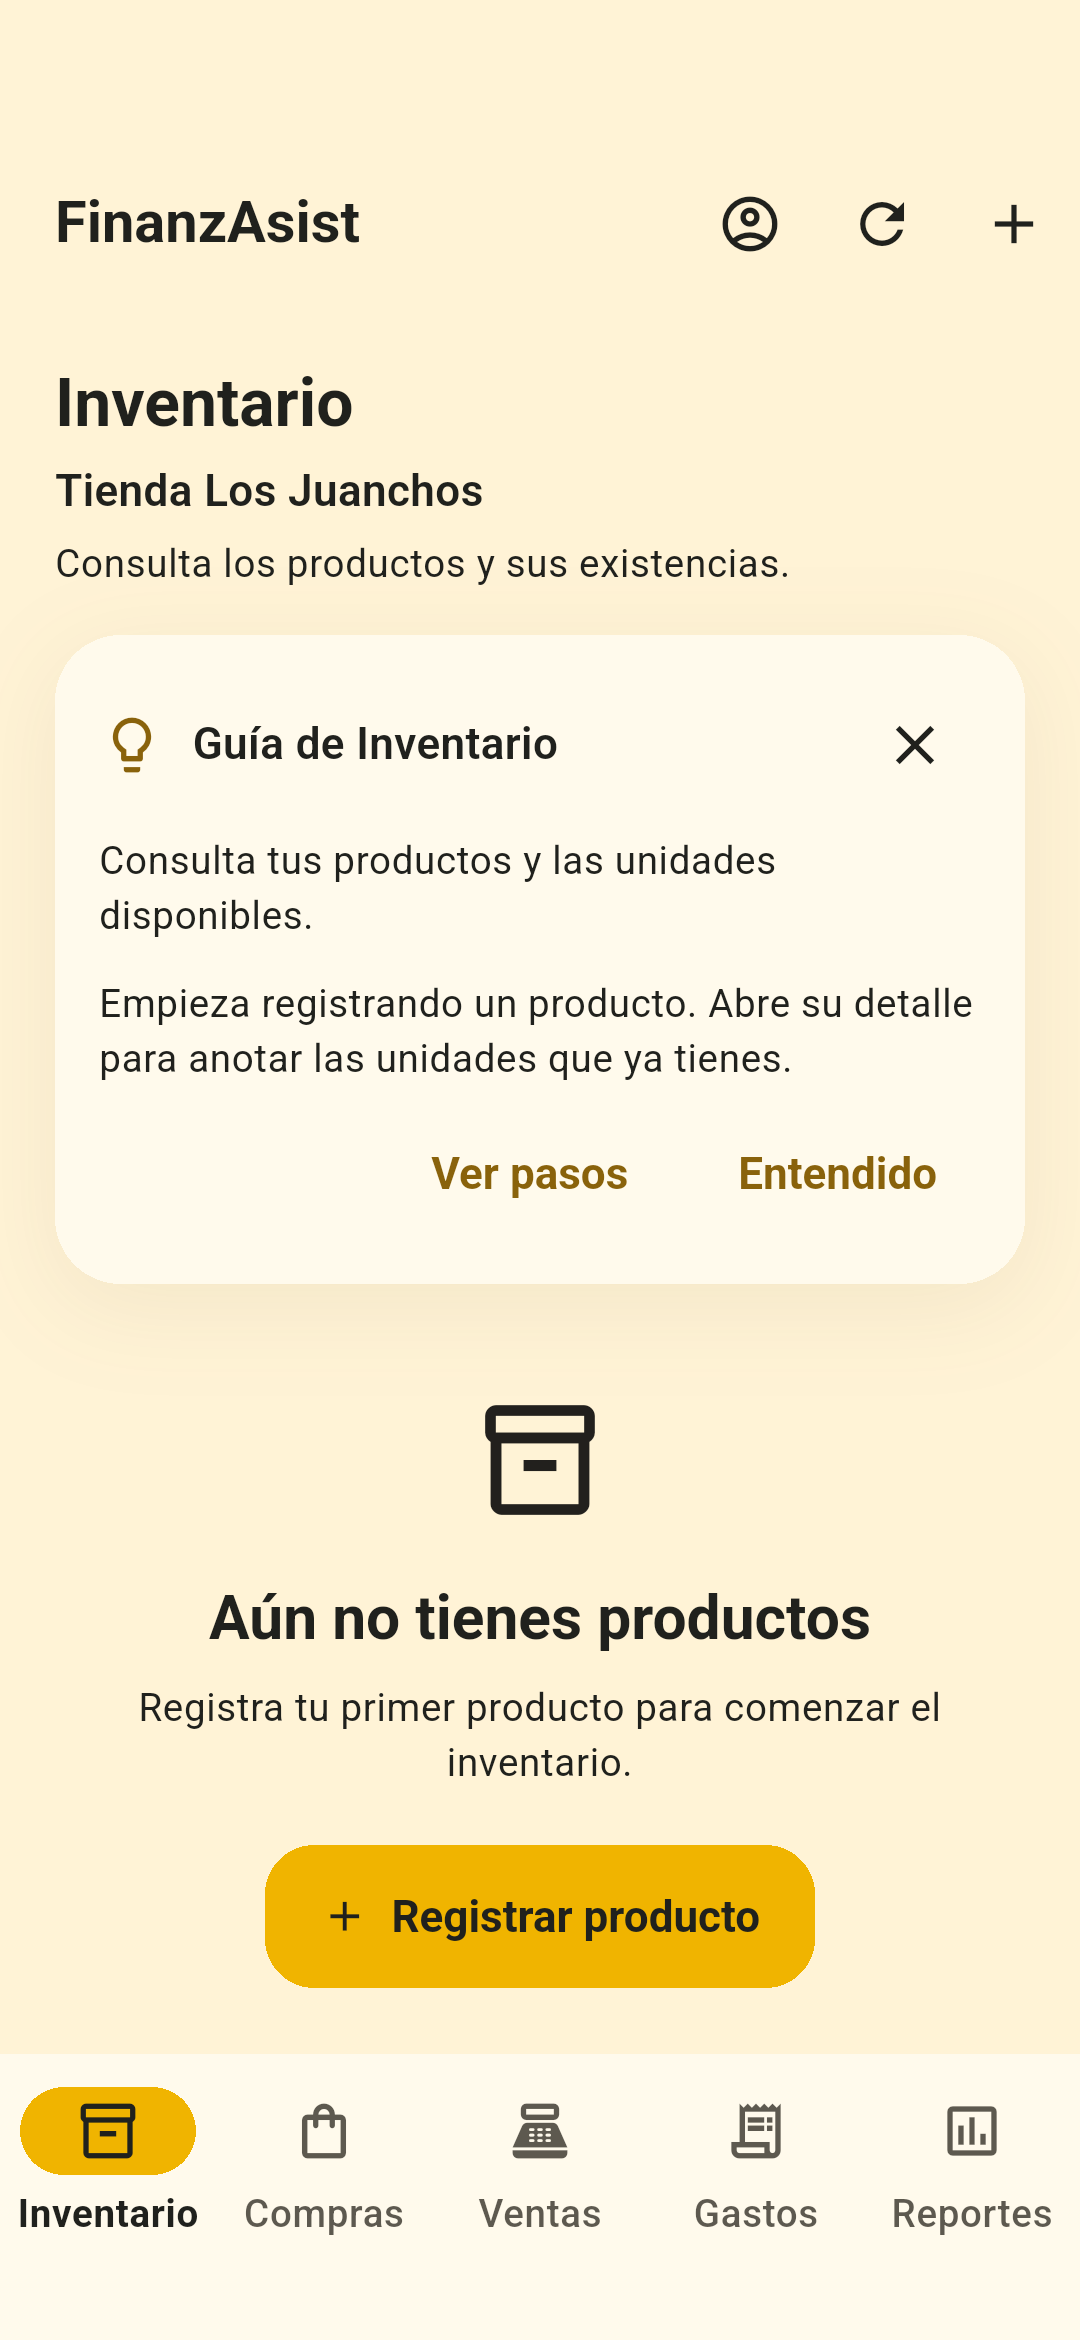 FinanzAsist
Inventario
Tienda Los Juanchos
Consulta los productos y sus existencias.
Guía de Inventario
Consulta tus productos y las unidades
disponibles.
Empieza registrando un producto. Abre su detalle
para anotar las unidades que ya tienes.
Ver pasos
Entendido
Aún no tienes productos
Registra tu primer producto para comenzar el
inventario.
Registrar producto
Inventario
Compras
Ventas
Gastos
Reportes